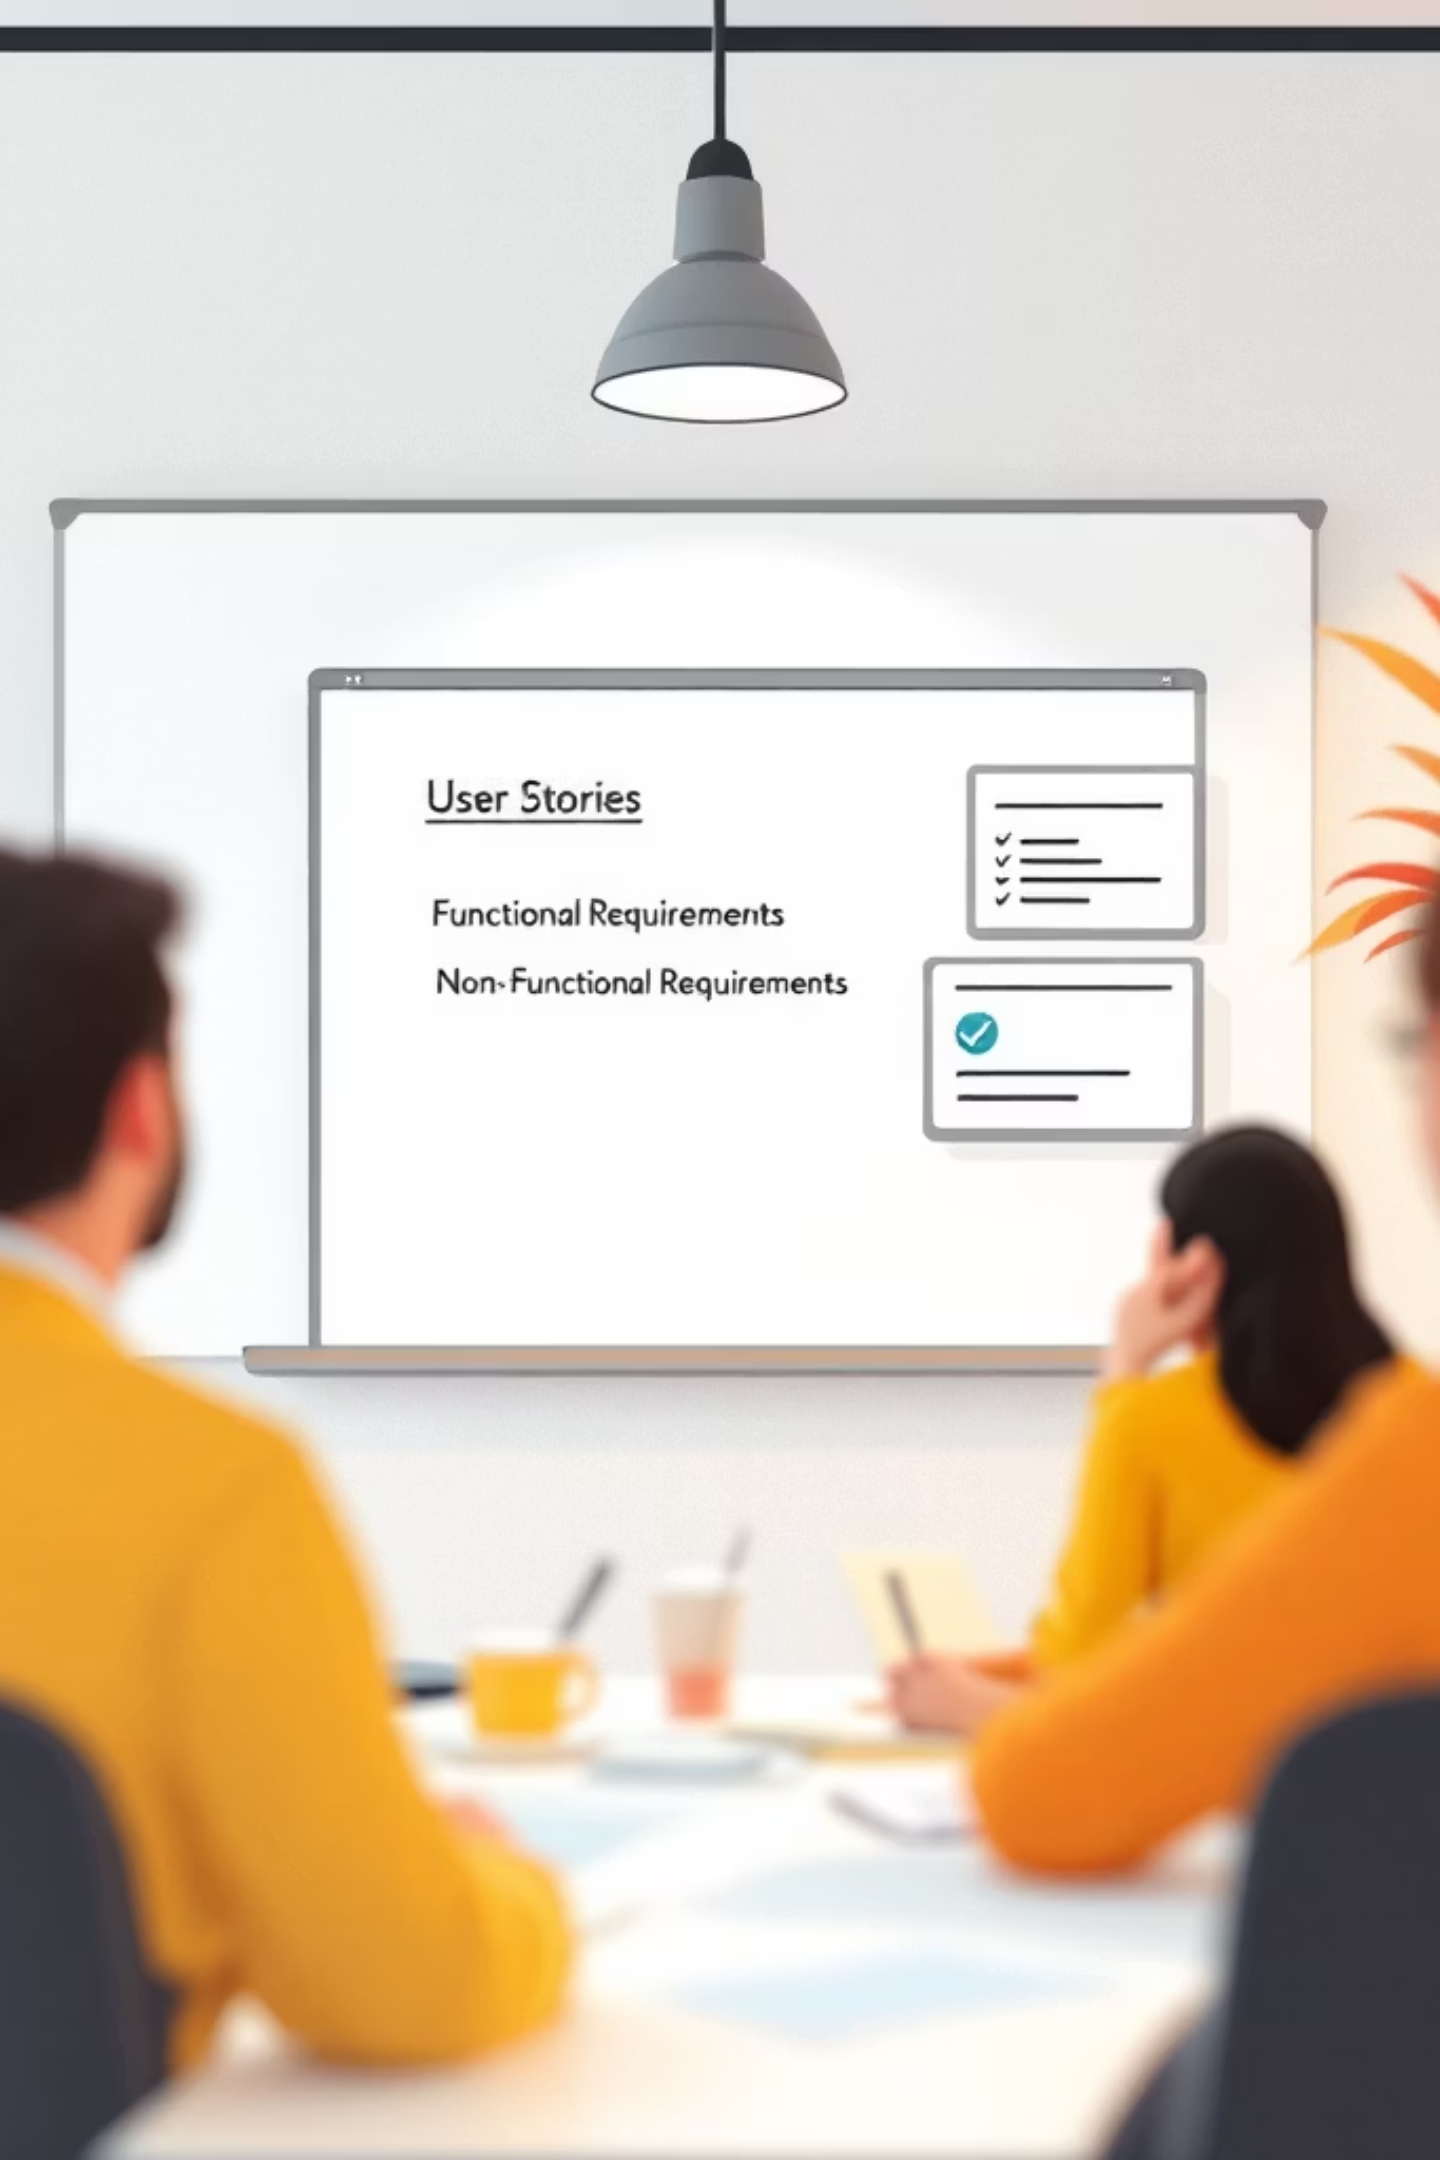 User Stories
Functional Requirements
Non-Functional Requirements